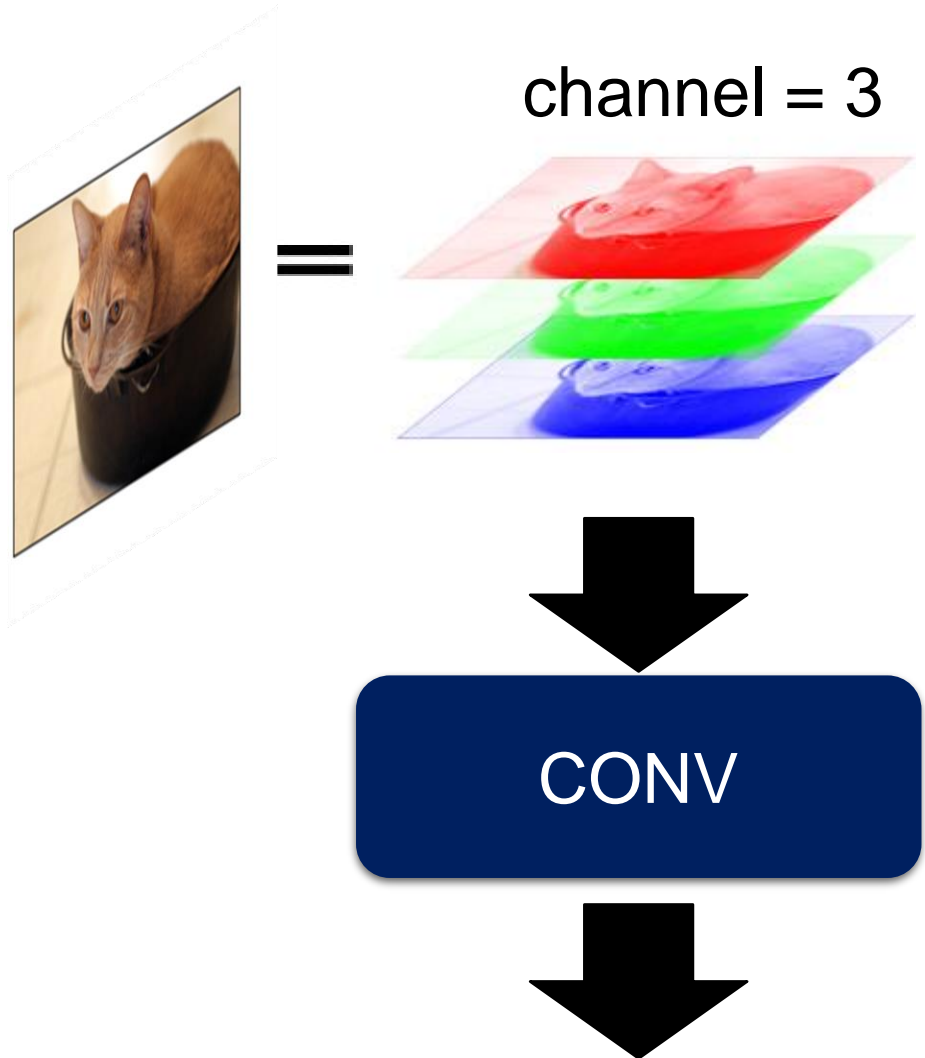 channel = 3
=
CONV